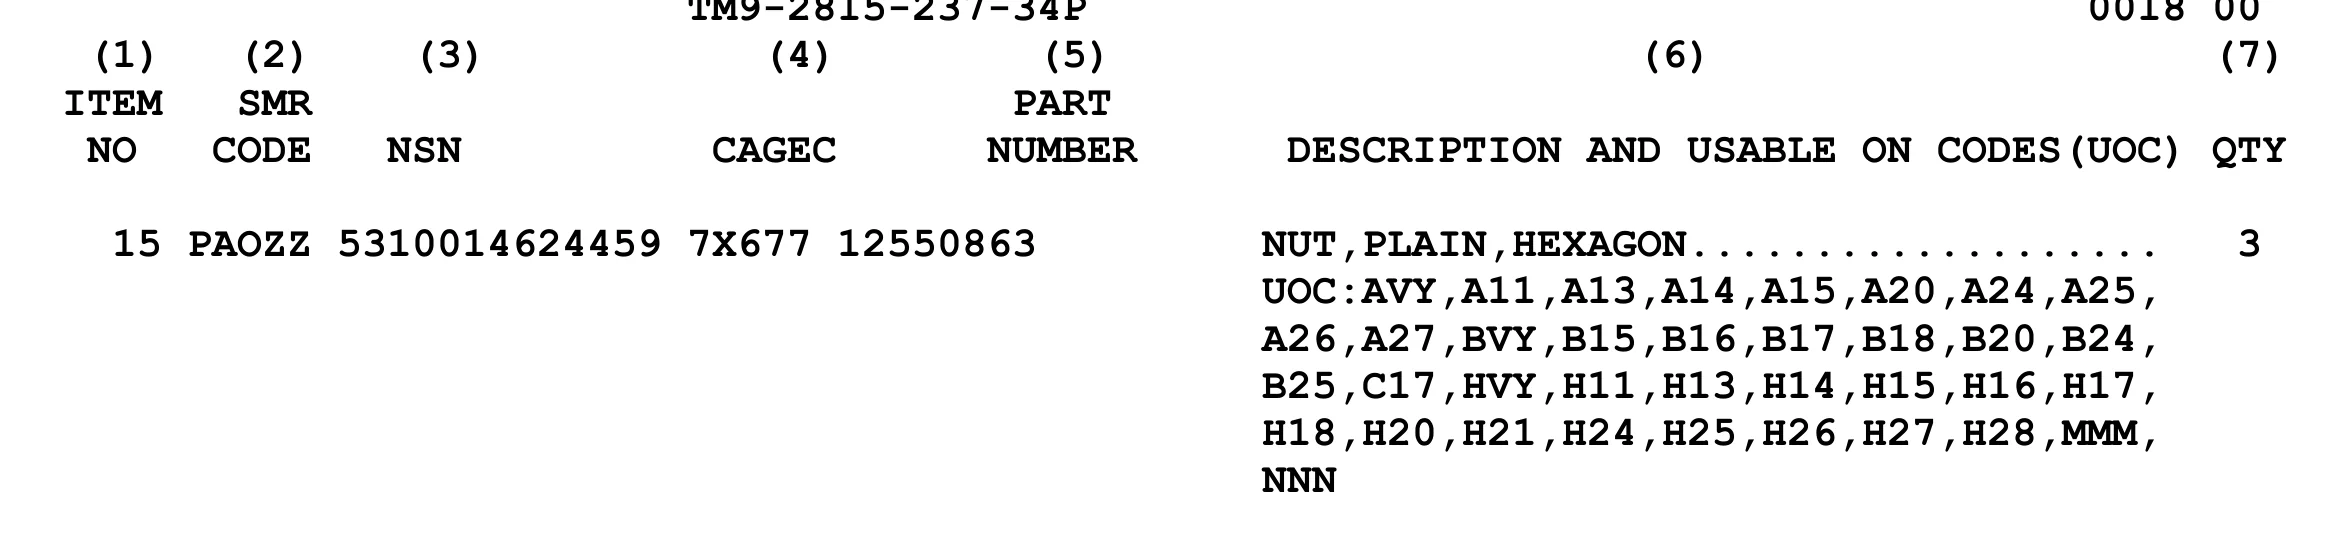 TM9-2815-237-34P 0018 00
(1) (2) (3) (4) (5) (6) (7)
ITEM SMR PART
NO CODE NSN CAGEC NUMBER DESCRIPTION AND USABLE ON CODES(UOC) QTY
15 PAOZZ 5310014624459 7X677 12550863 NUT,PLAIN,HEXAGON................... 3
UOC:AVY,A11,A13,A14,A15,A20,A24,A25,
A26,A27,BVY,B15,B16,B17,B18,B20,B24,
B25,C17,HVY,H11,H13,H14,H15,H16,H17,
H18,H20,H21,H24,H25,H26,H27,H28,MMM,
NNN